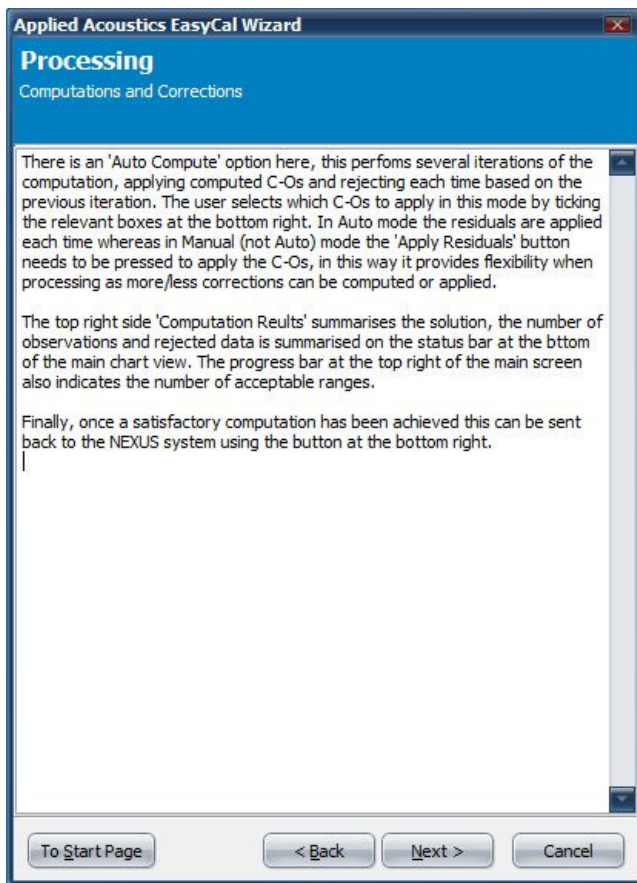 Applied Acoustics EasyCal Wizard
Processing
Computations and Corrections
There is an 'Auto Compute' option here, this perfoms several iterations of the
computation, applying computed C-Os and rejecting each time based on the
previous iteration. The user selects which C-Os to apply in this mode by ticking
the relevant boxes at the bottom right. In Auto mode the residuals are applied
each time whereas in Manual (not Auto) mode the 'Apply Residuals' button
needs to be pressed to apply the C-Os, in this way it provides flexibility when
processing as more/less corrections can be computed or applied.
The top right side 'Computation Reults' summarises the solution, the number of
observations and rejected data is summarised on the status bar at the bttom
of the main chart view. The progress bar at the top right of the main screen
also indicates the number of acceptable ranges.
Finally, once a satisfactory computation has been achieved this can be sent
back to the NEXUS system using the button at the bottom right.
To Start Page
< Back
Next >
Cancel